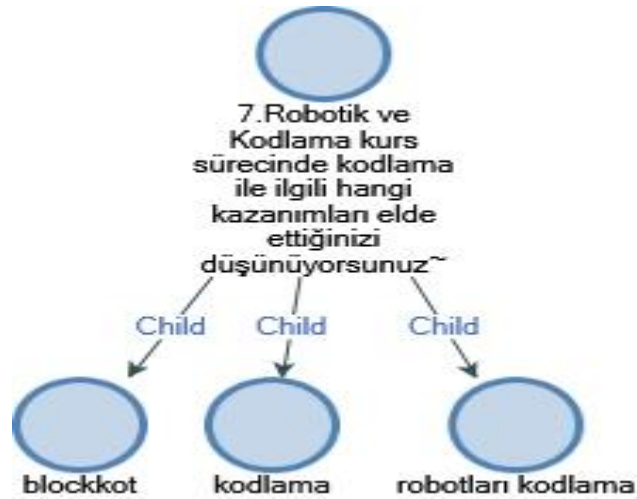 7.Robotik ve
Kodlama kurs
sürecinde kodlama
ile ilgili hangi
kazanımları elde
ettiğinizi
düşünüyorsunuz~
Child Child Child
blockkot kodlama robotları kodlama